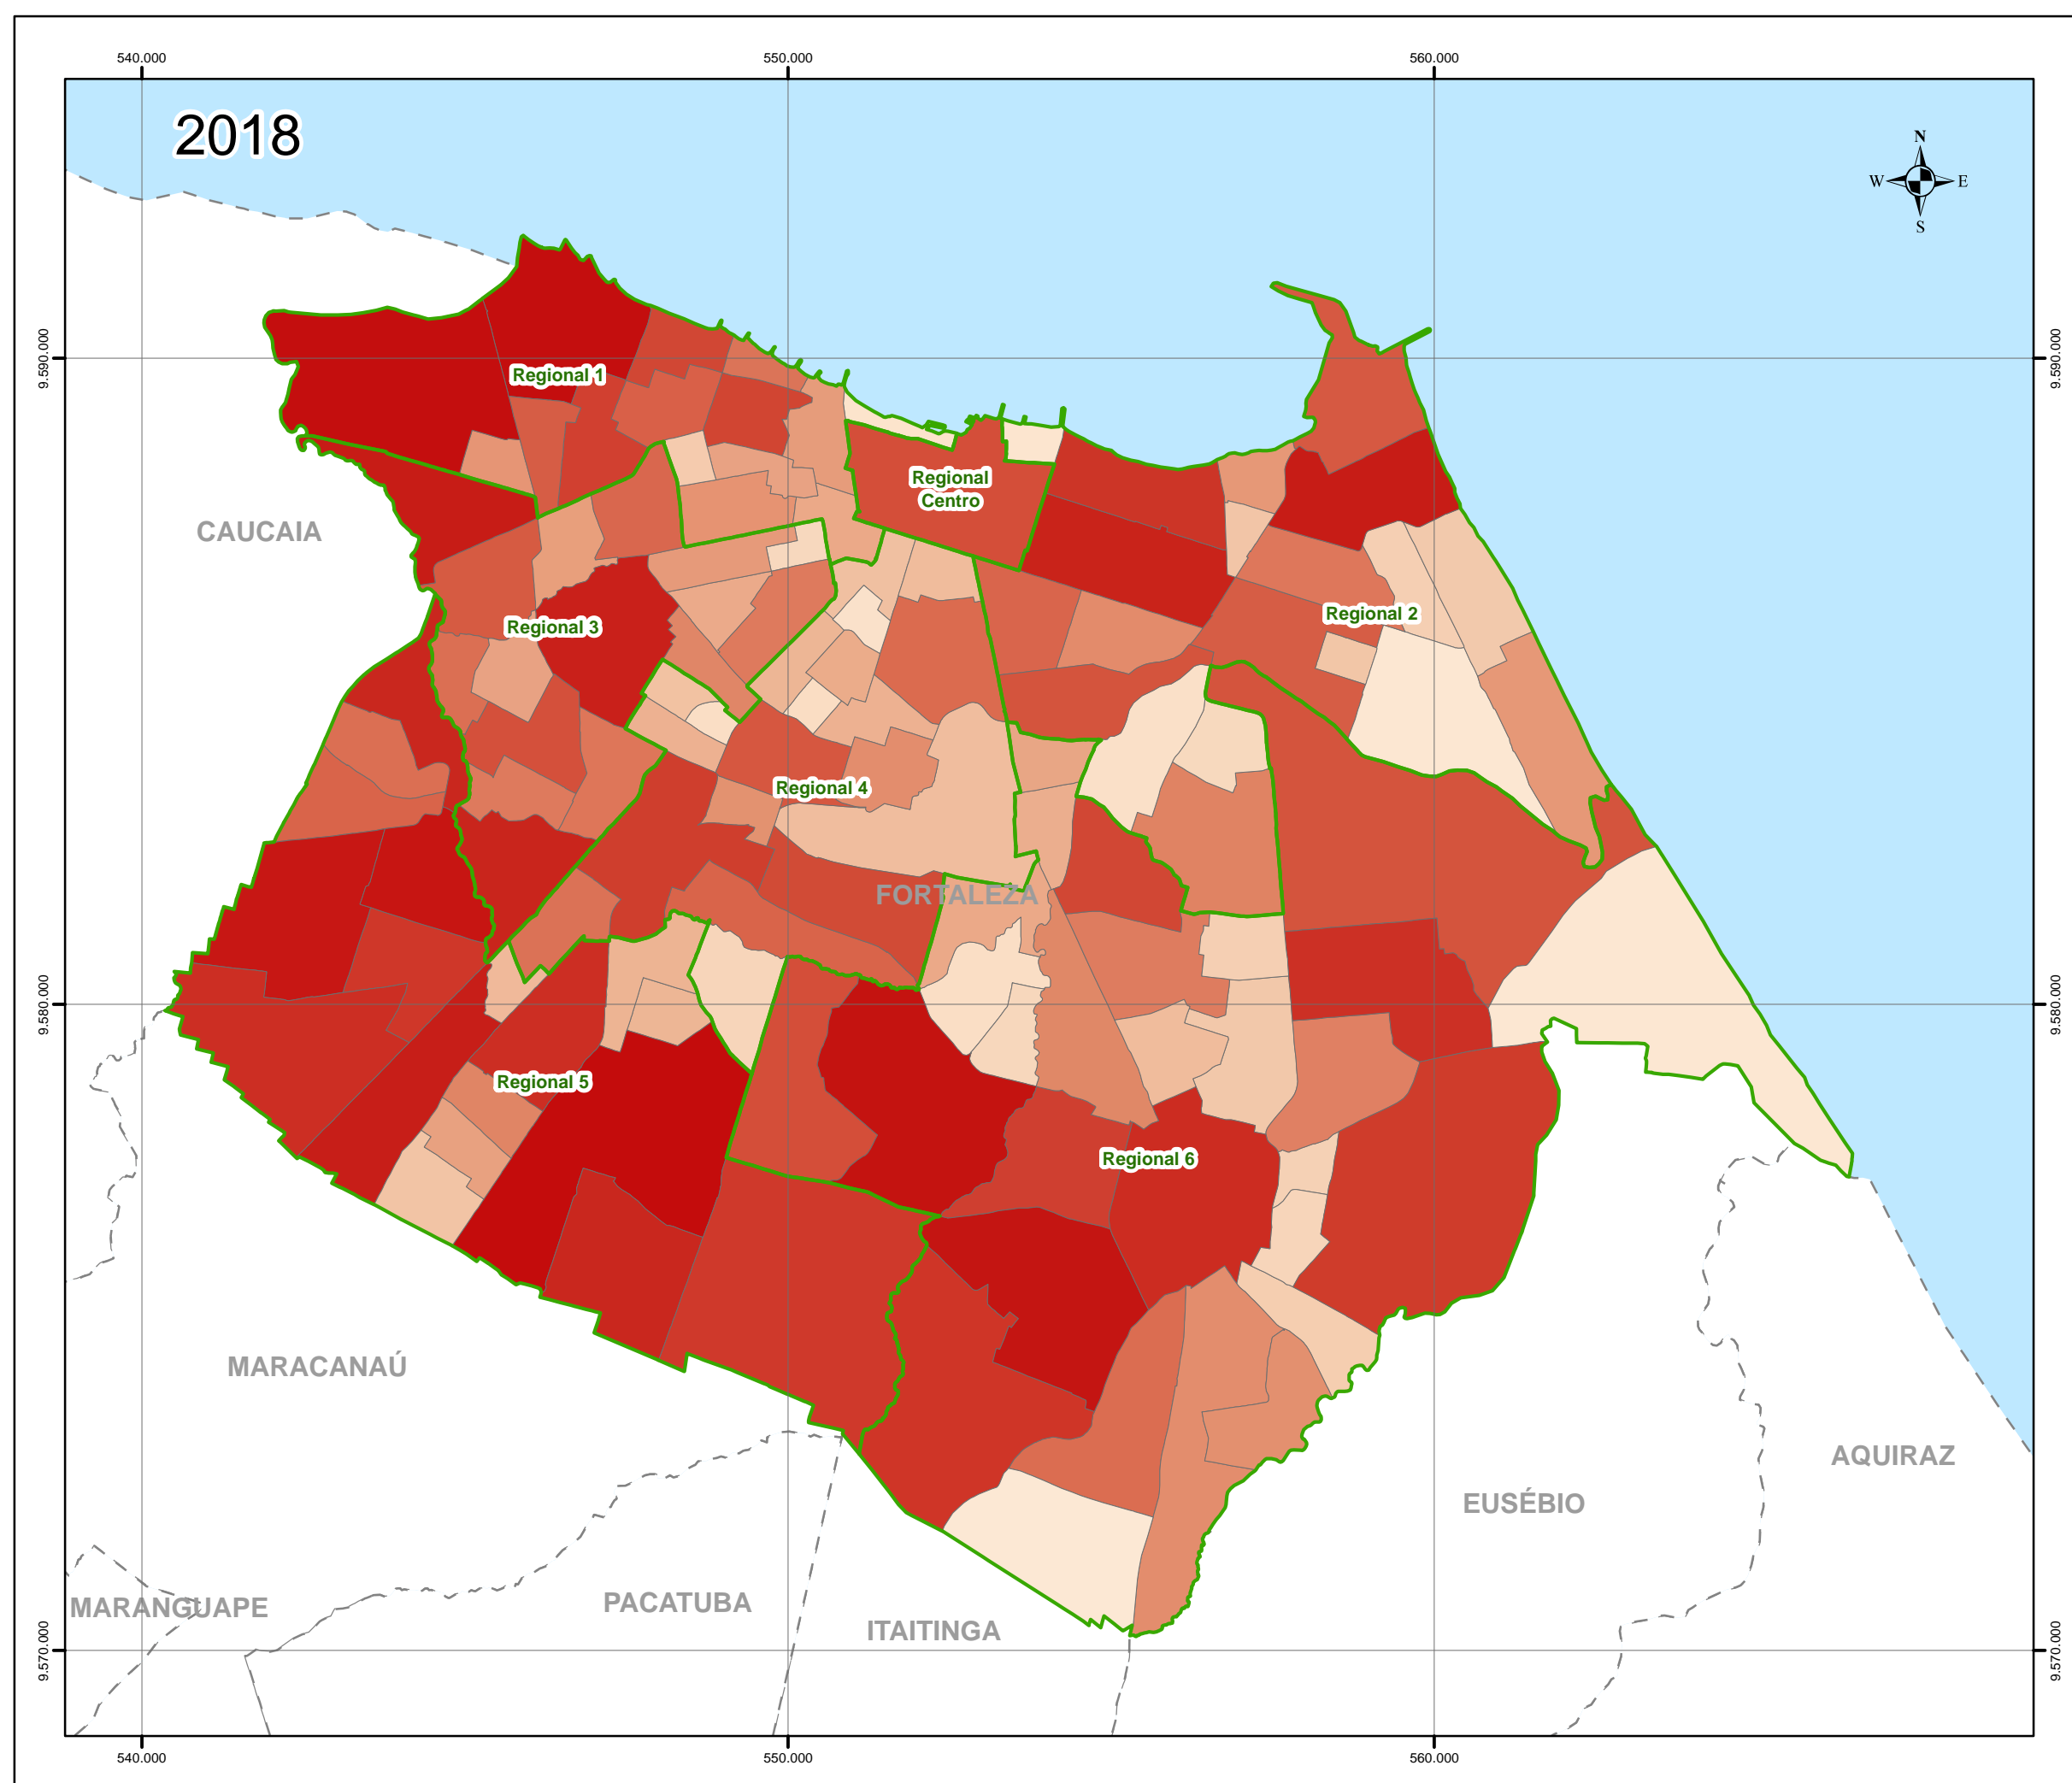 540.000
550.000
560.000
2018
N
W
E
S
9.590.000
9.590.000
Regional 1
Regional
Centro
CAUCAIA
Regional 2
Regional 3
Regional 4
FORTALEZA
9.580.000
9.580.000
Regional 5
Regional 6
MARACANAÚ
AQUIRAZ
EUSÉBIO
PACATUBA
MARANGUAPE
ITAITINGA
9.570.000
9.570.000
540.000
550.000
560.000